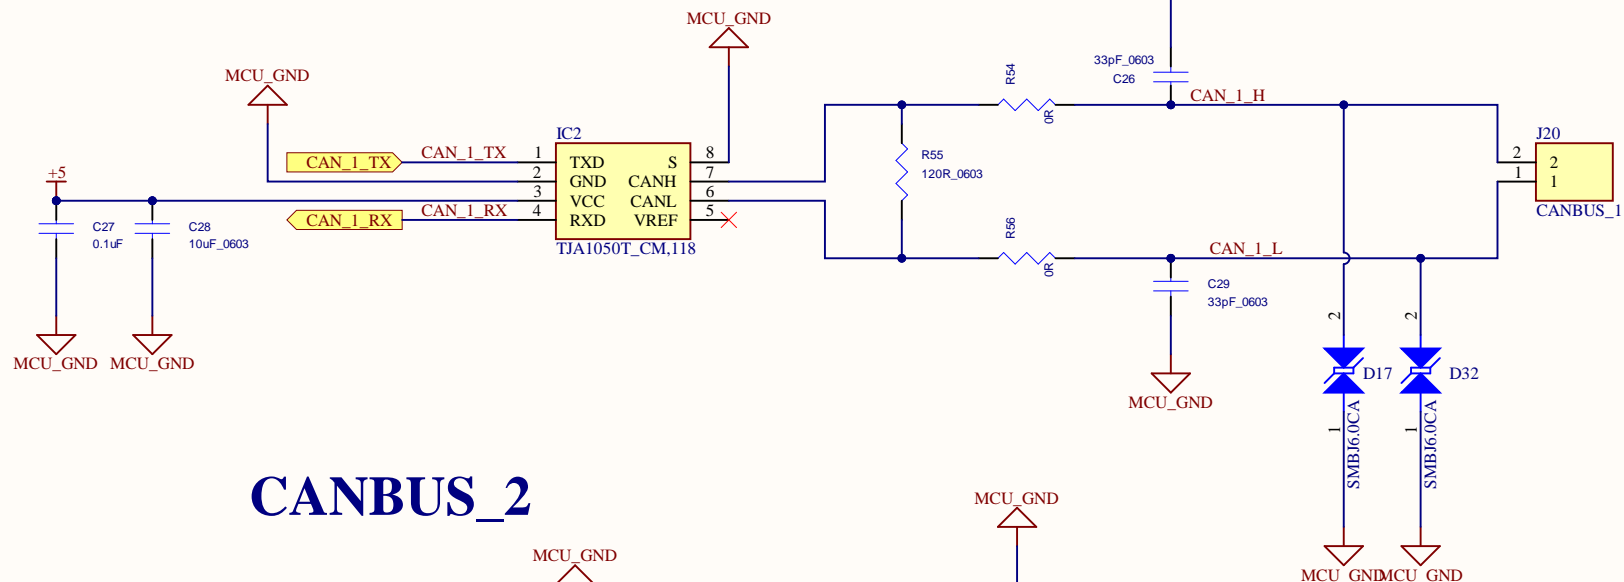 MCU_GND
MCU_GND
33pF_0603
C26
R54
0R
CAN_1_H
IC2
J20
CAN_1_TX
CAN_1_TX
1
TXD
S
8
2
GND
CANH
7
3
VCC
CANL
6
4
RXD
VREF
5
CAN_1_RX
CAN_1_RX
TJA1050T_CM,118
R55
120R_0603
2
2
1
1
CANBUS_1
+5
C27
0.1uF
C28
10uF_0603
R56
0R
CAN_1_L
C29
33pF_0603
MCU_GND
MCU_GND
MCU_GND
2
D17
1
SMBJ6.0CA
2
D32
1
SMBJ6.0CA
CANBUS_2
MCU_GND
MCU_GND
MCU_GND
MCU_GND